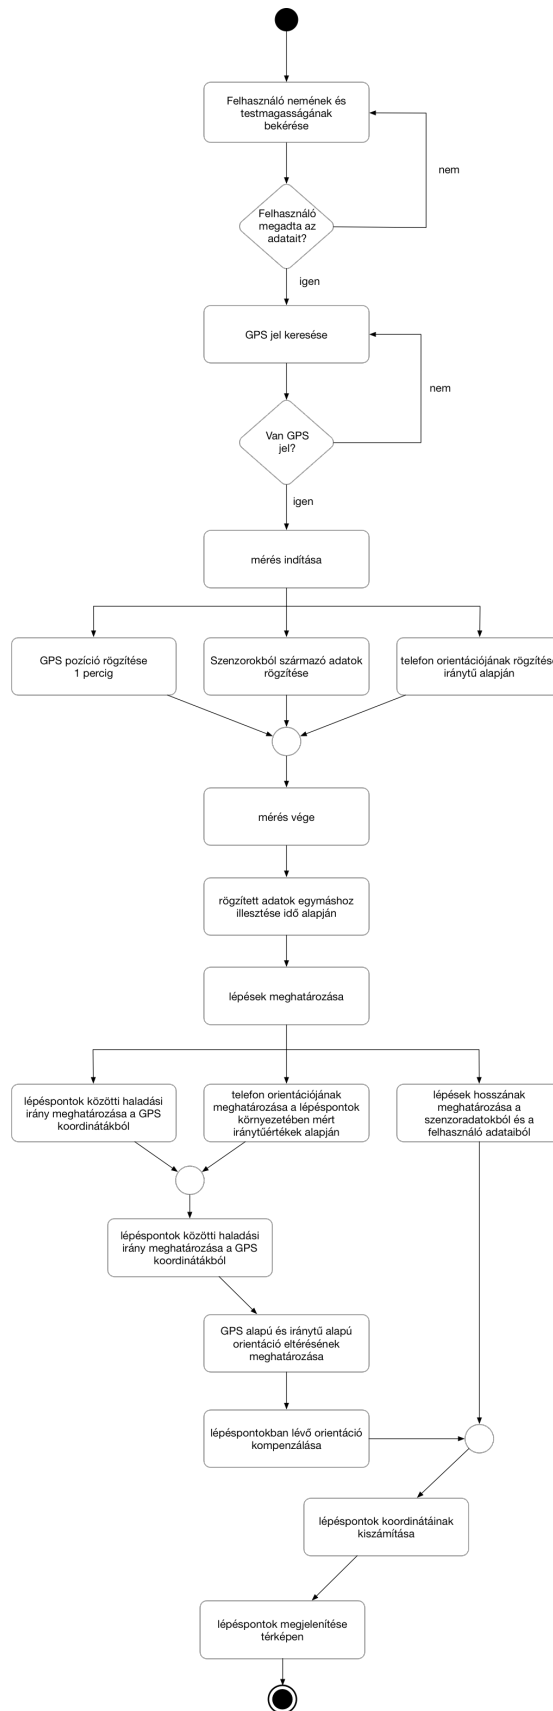 Felhasználó nemének és
testmagasságának
bekérése
nem
Felhasználó
megadta az
adatait?
igen
GPS jel keresése
nem
Van GPS
jel?
igen
mérés indítása
GPS pozíció rögzítése
1 percig
Szenzorokból származó adatok
rögzítése
telefon orientációjának rögzítése
iránytű alapján
mérés vége
rögzített adatok egymáshoz
illesztése idő alapján
lépések meghatározása
lépéspontok közötti haladási
irány meghatározása a GPS
koordinátákból
telefon orientációjának
meghatározása a lépéspontok
környezetében mért
iránytűértékek alapján
lépések hosszának
meghatározása a
szenzoradatokból és a
felhasználó adataiból
lépéspontok közötti haladási
irány meghatározása a GPS
koordinátákból
GPS alapú és iránytű alapú
orientáció eltérésének
meghatározása
lépéspontokban lévő orientáció
kompenzálása
lépéspontok koordinátáinak
kiszámítása
lépéspontok megjelenítése
térképen